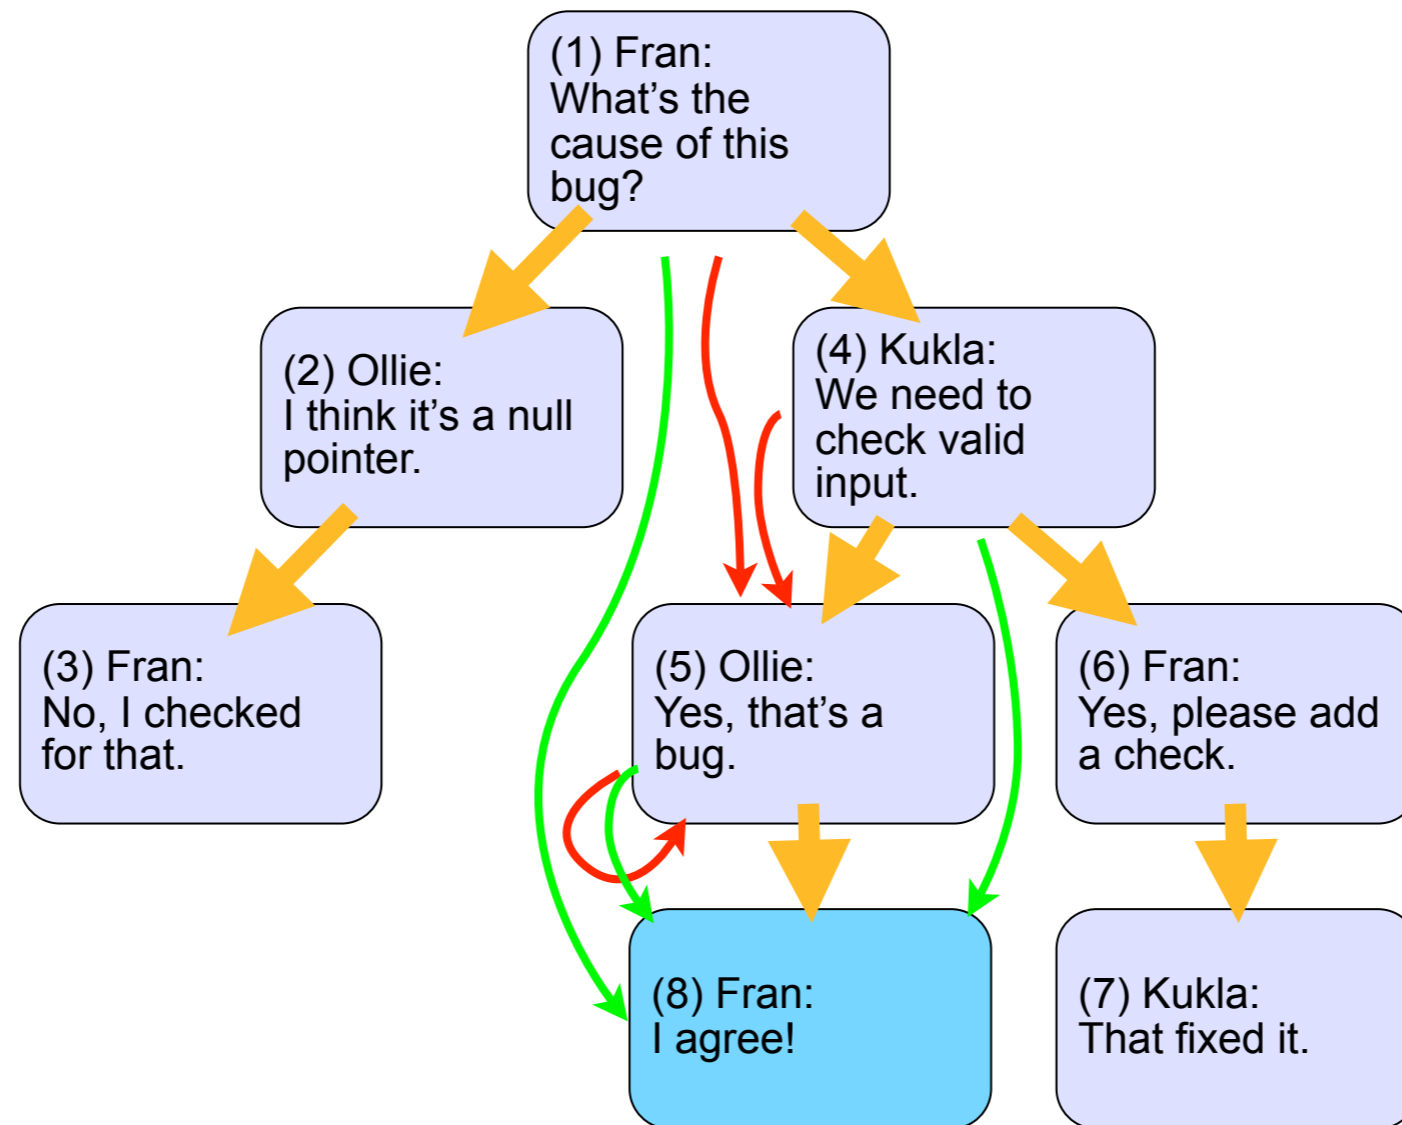 (1) Fran:
What’s the
cause of this
bug?
(2) Ollie:
I think it’s a null
pointer.
(4) Kukla:
We need to
check valid
input.
(3) Fran:
No, I checked
for that.
(5) Ollie:
Yes, that’s a
bug.
(6) Fran:
Yes, please add
a check.
(8) Fran:
I agree!
(7) Kukla:
That fixed it.